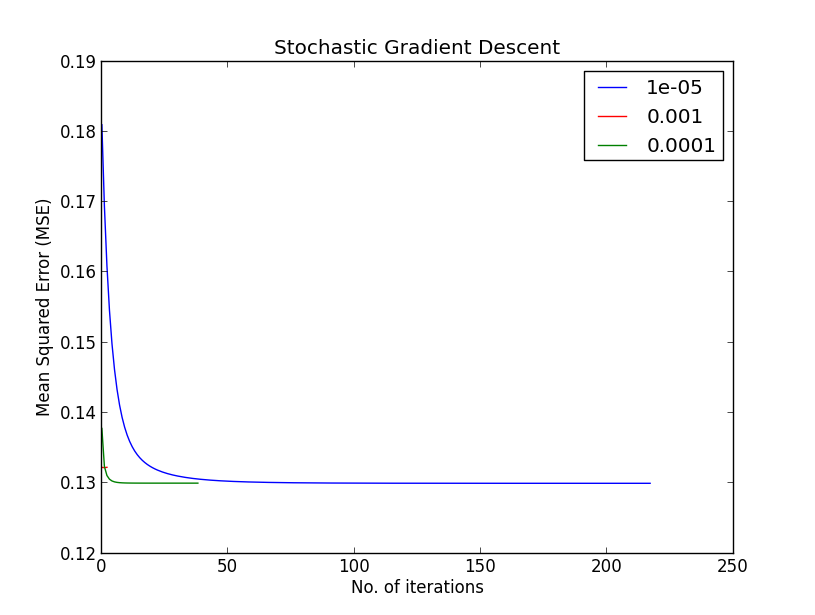 Stochastic Gradient Descent
0.19
0.18
0.17
0.16
0.15
0.14
0.13
0.12
Mean Squared Error (MSE)
1e-05
0.001
0.0001
0 50 100 150 200 250
No. of iterations